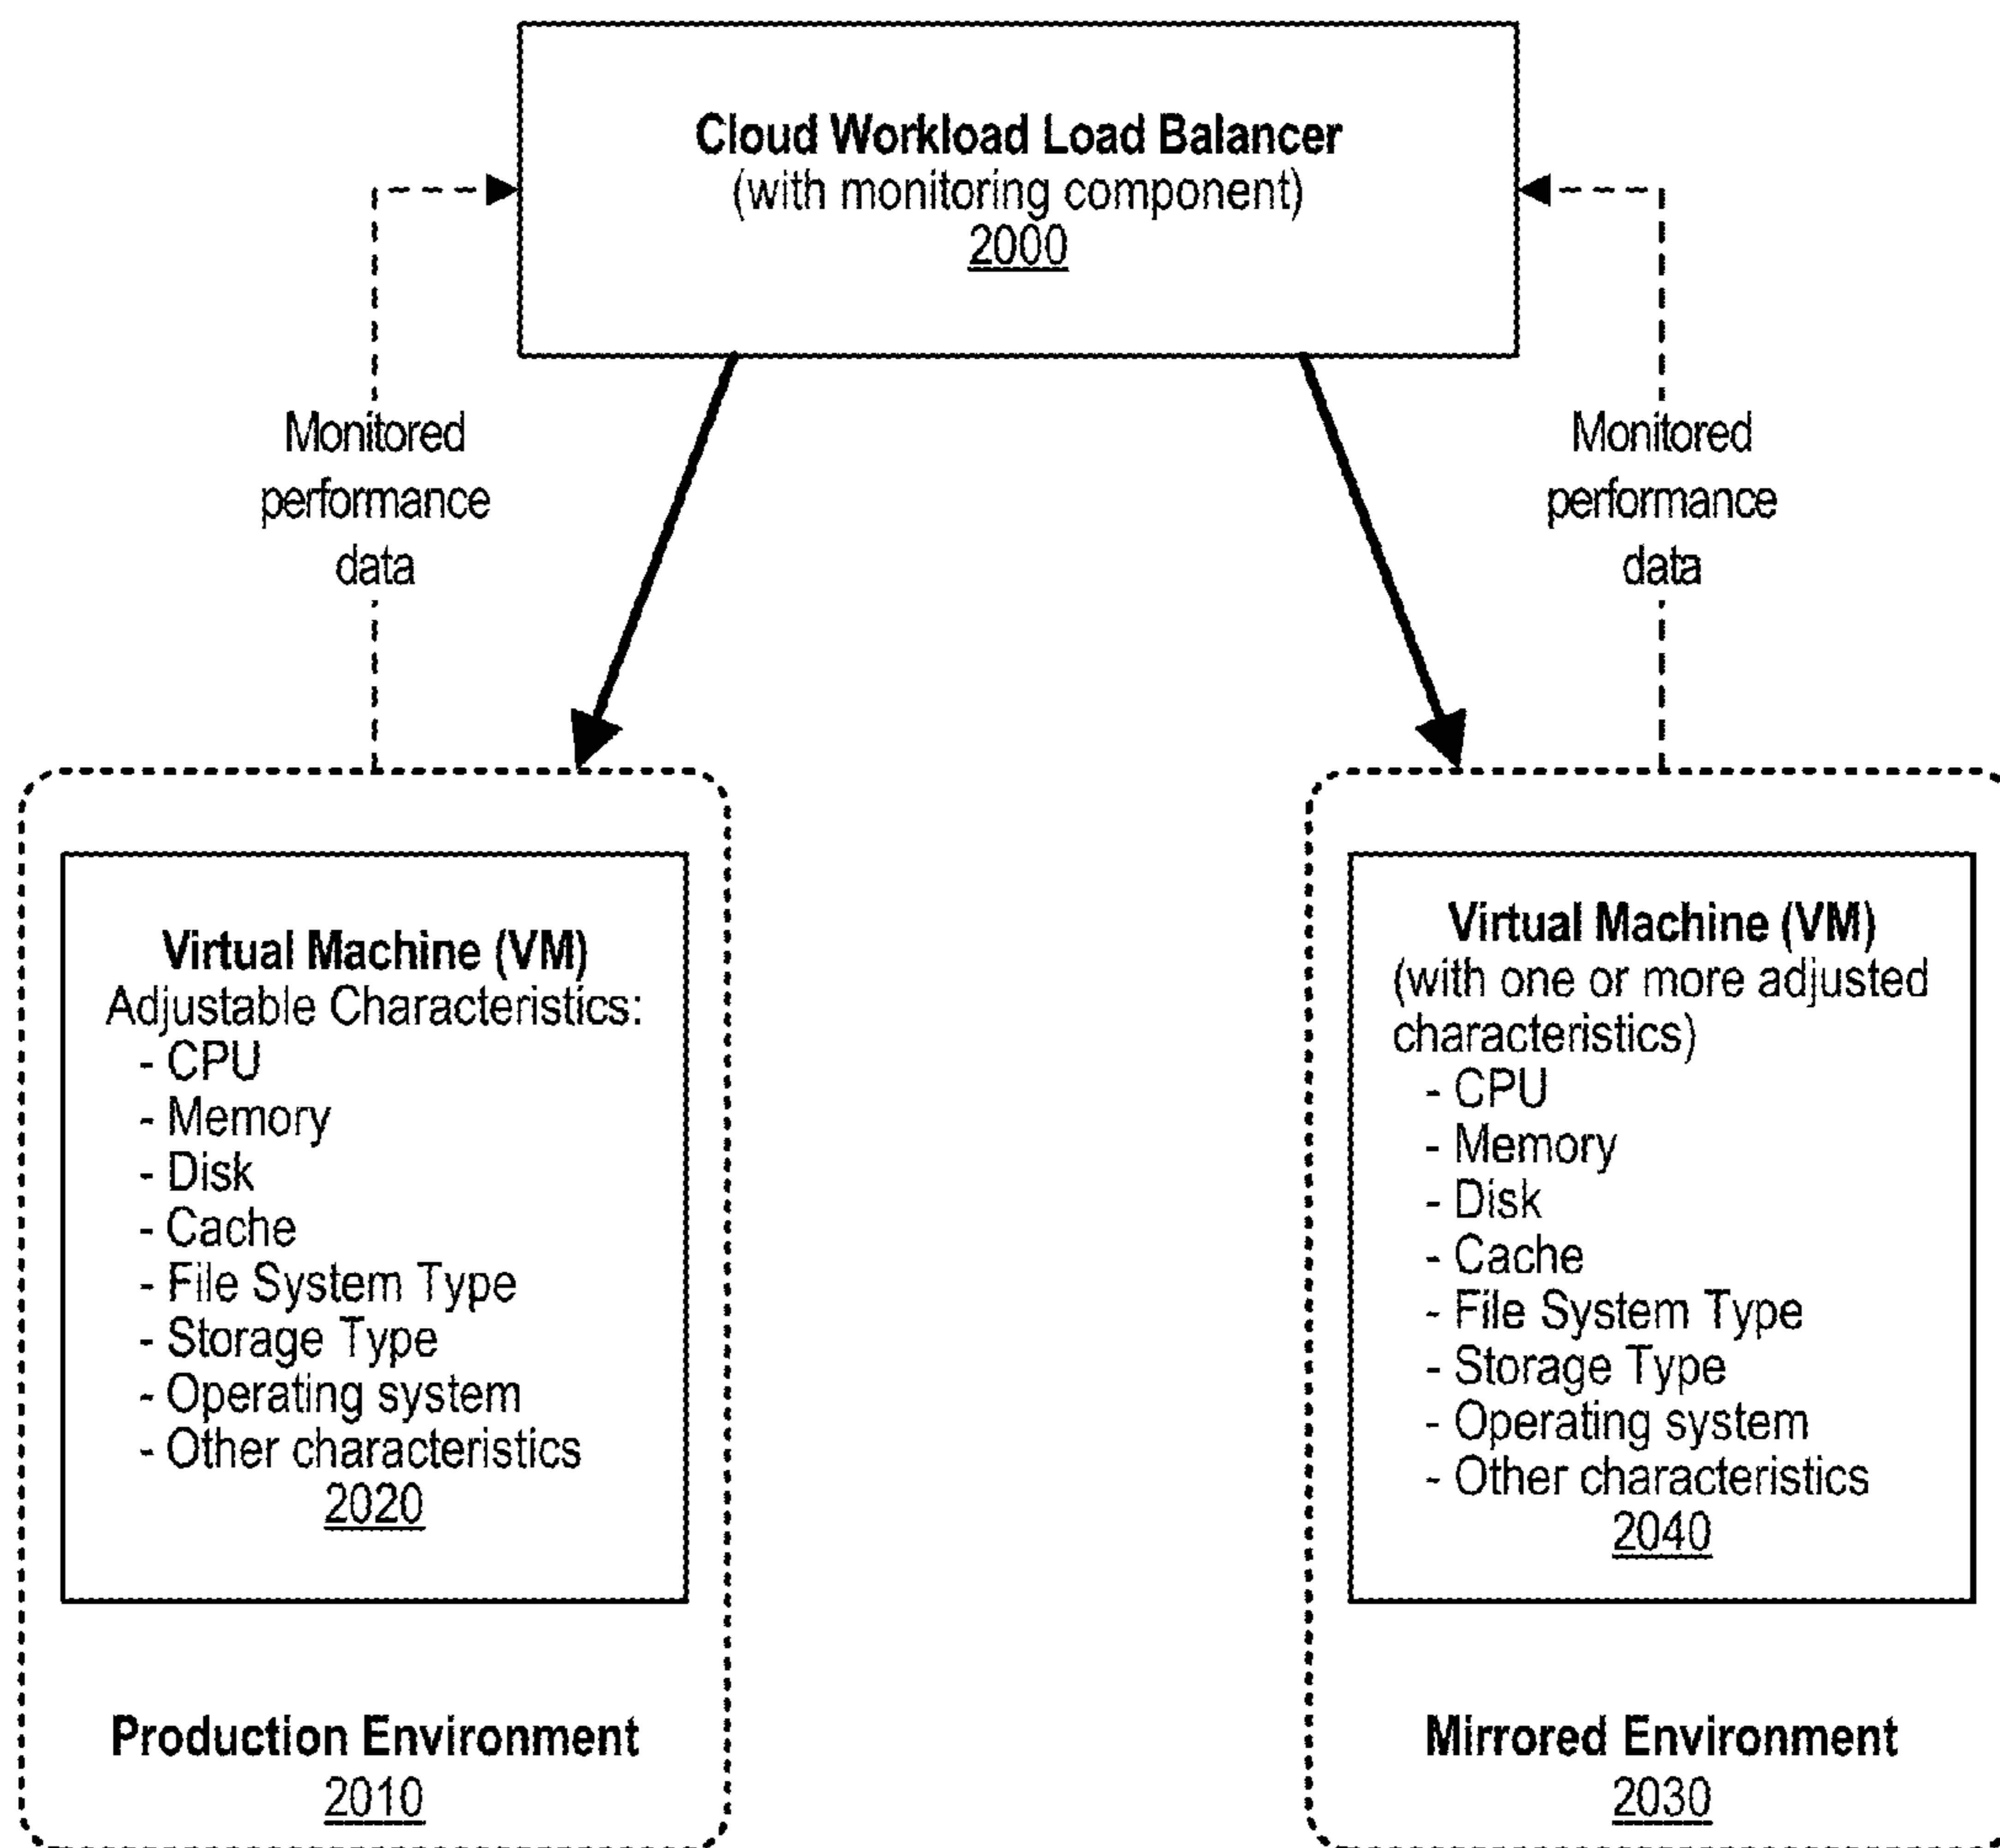 Cloud Workload Load Balancer
(with monitoring component)
2000
Monitored
performance
data
Monitored
performance
data
Virtual Machine (VM)
Adjustable Characteristics:
- CPU
- Memory
- Disk
- Cache
- File System Type
- Storage Type
- Operating system
- Other characteristics
2020
Production Environment
2010
Virtual Machine (VM)
(with one or more adjusted
characteristics)
- CPU
- Memory
- Disk
- Cache
- File System Type
- Storage Type
- Operating system
- Other characteristics
2040
Mirrored Environment
2030